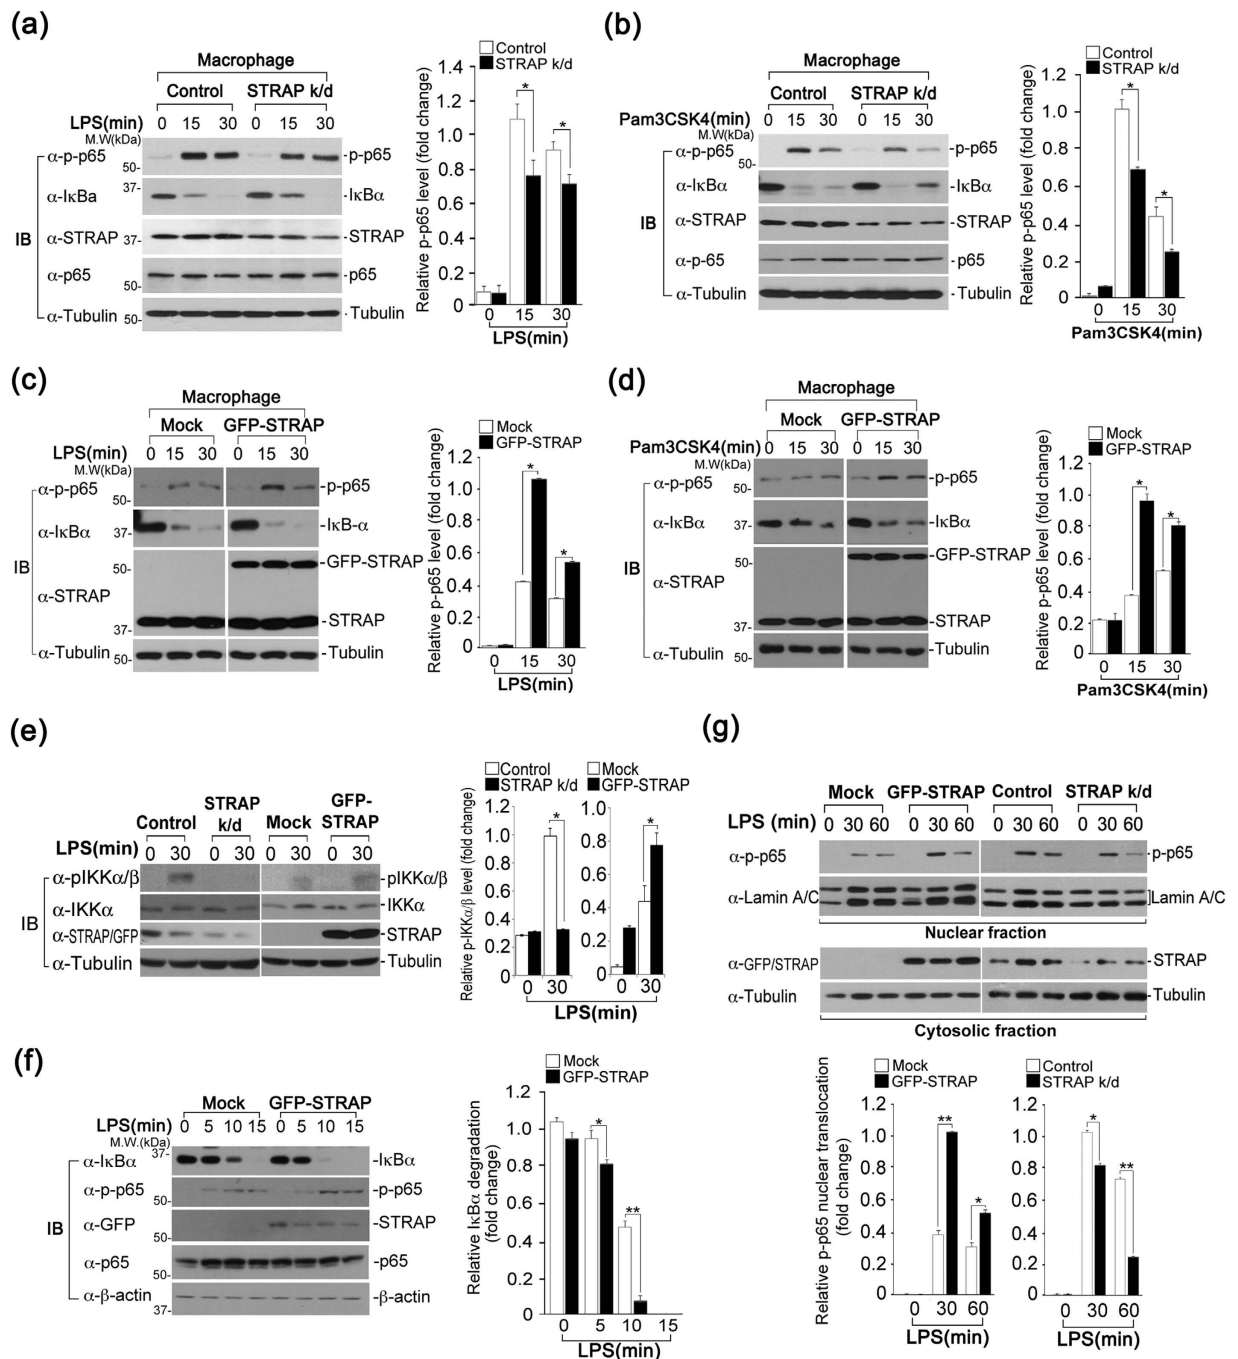 (a)
Macrophage
Control STRAP k/d
LPS(min) 0 15 30 0 15 30
M.W(kDa)
α-p-p65 50- -p-p65
α-IκBa 37- -IκBα
IB
α-STRAP 37- -STRAP
α-p65 50- -p65
α-Tubulin 50- -Tubulin
Control
STRAP k/d
Relative p-p65 level (fold change)
1.4
1.2
1.0
0.8
0.6
0.4
0.2
0
* *
0 15 30
LPS(min)
(b)
Macrophage
Control STRAP k/d
Pam3CSK4(min) 0 15 30 0 15 30
M.W(kDa)
α-p-p65 50- -p-p65
α-IκBα 37- -IκBα
IB
α-STRAP 37- -STRAP
α-p-65 50- -p65
α-Tubulin 50- -Tubulin
Control
STRAP k/d
Relative p-p65 level (fold change)
1.2
1.0
0.8
0.6
0.4
0.2
0
* *
0 15 30
Pam3CSK4(min)
(c)
Macrophage
Mock GFP-STRAP
LPS(min) 0 15 30 0 15 30
M.W(kDa)
α-p-p65 50- -p-p65
α-IκBα 37- -IκB-α
IB
50- -GFP-STRAP
α-STRAP
37- -STRAP
α-Tubulin 50- -Tubulin
Mock
GFP-STRAP
Relative p-p65 level (fold change)
1.2
1.0
0.8
0.6
0.4
0.2
0
* *
0 15 30
LPS(min)
(d)
Macrophage
Mock GFP-STRAP
Pam3CSK4(min) 0 15 30 0 15 30
M.W(kDa)
α-p-p65 50- -p-p65
α-IκBα 37- -IκBα
IB
50- -GFP-STRAP
α-STRAP
37- -STRAP
α-Tubulin 50- -Tubulin
Mock
GFP-STRAP
Relative p-p65 level (fold change)
1.2
1.0
0.8
0.6
0.4
0.2
0
* *
0 15 30
Pam3CSK4(min)
(e)
Control STRAP k/d Mock GFP-STRAP
LPS(min) 0 30 0 30 0 30 0 30
α-pIKKα/β -pIKKα/β
IB
α-IKKα IKKα
α-STRAP/GFP -STRAP
α-Tubulin -Tubulin
Control
STRAP k/d
Mock
GFP-STRAP
Relative p-IKKα/β level (fold change)
1.2
1.0
0.8
0.6
0.4
0.2
0
*
0 30
1.0
0.8
0.6
0.4
0.2
0
*
0 30
LPS(min)
(g)
Mock GFP-STRAP Control STRAP k/d
LPS (min) 0 30 60 0 30 60 0 30 60 0 30 60
α-p-p65 -p-p65
α-Lamin A/C Lamin A/C
Nuclear fraction
α-GFP/STRAP -STRAP
α-Tubulin -Tubulin
Cytosolic fraction
Mock
GFP-STRAP
Control
STRAP k/d
Relative p-p65 nuclear translocation (fold change)
1.2
1.0
0.8
0.6
0.4
0.2
0
** *
0 30 60
LPS(min)
1.2
1.0
0.8
0.6
0.4
0.2
0
* **
0 30 60
LPS(min)
(f)
Mock GFP-STRAP
LPS(min) 0 5 10 15 0 5 10 15
M.W.(kDa)
α-IκBα 37- -IκBα
α-p-p65 50- -p-p65
IB
α-GFP 50- -STRAP
α-p65 50- -p65
α-β-actin 37- -β-actin
Mock
GFP-STRAP
Relative IκBα degradation (fold change)
1.2
1.0
0.8
0.6
0.4
0.2
0
* **
0 5 10 15
LPS(min)